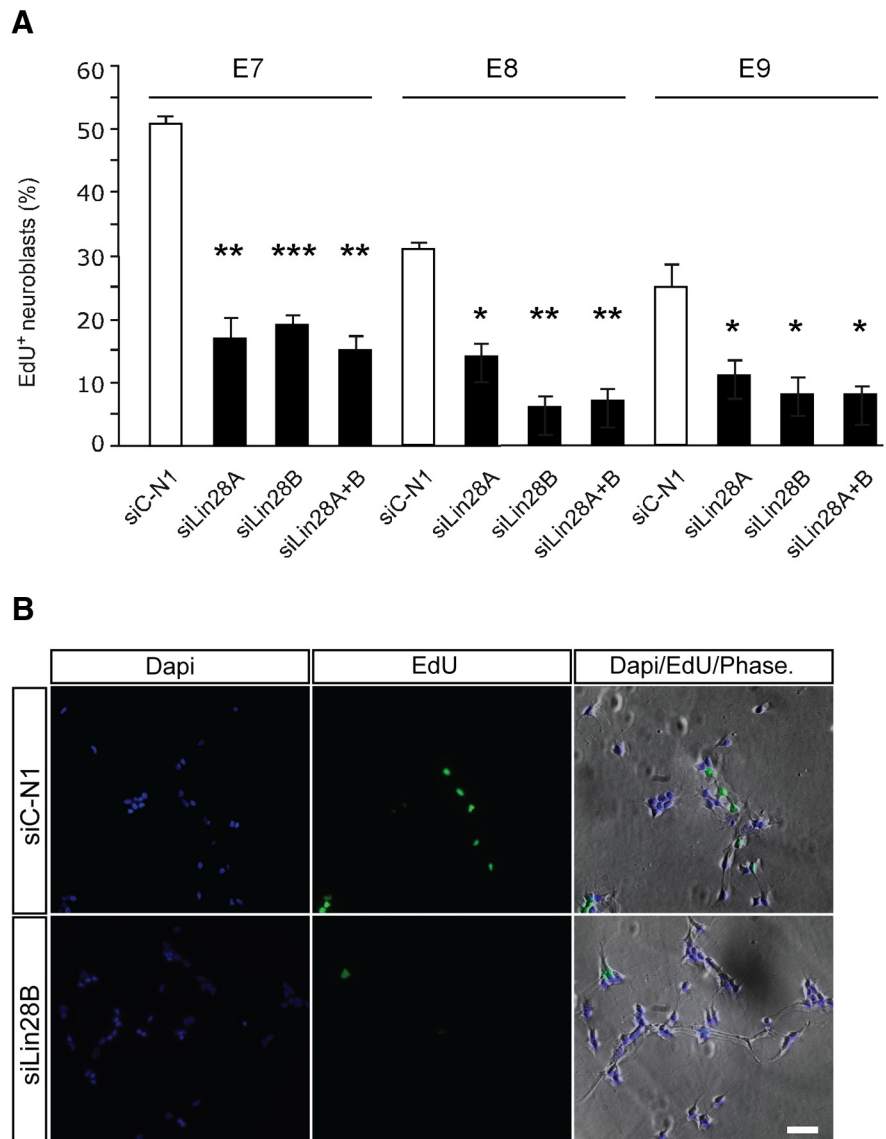 A
E7 E8 E9
60
50
40
30
20
10
0
EdU+ neuroblasts (%)
** *** ** * ** ** * * *
siC-N1 siLin28A siLin28B siLin28A+B siC-N1 siLin28A siLin28B siLin28A+B siC-N1 siLin28A siLin28B siLin28A+B
B
Dapi EdU Dapi/EdU/Phase.
siC-N1
siLin28B